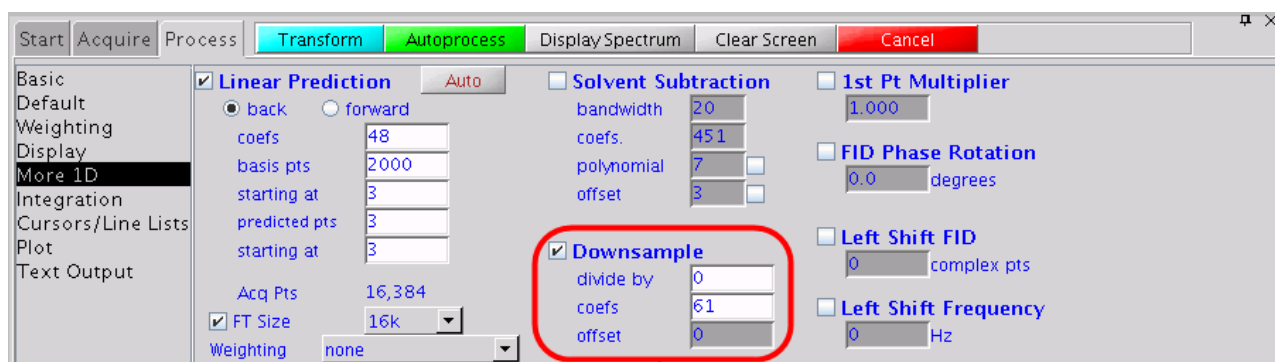 Start Acquire Process Transform Autoprocess Display Spectrum Clear Screen Cancel
Basic
Default
Weighting
Display
More 1D
Integration
Cursors/Line Lists
Plot
Text Output
Linear Prediction Auto
back forward
coefs 48
basis pts 2000
starting at 3
predicted pts 3
starting at 3
Acq Pts 16,384
FT Size 16k
Weighting none
Solvent Subtraction
bandwidth 20
coefs. 451
polynomial 7
offset 3
Downsample
divide by 0
coefs 61
offset 0
1st Pt Multiplier
1.000
FID Phase Rotation
0.0 degrees
Left Shift FID
0 complex pts
Left Shift Frequency
0 Hz